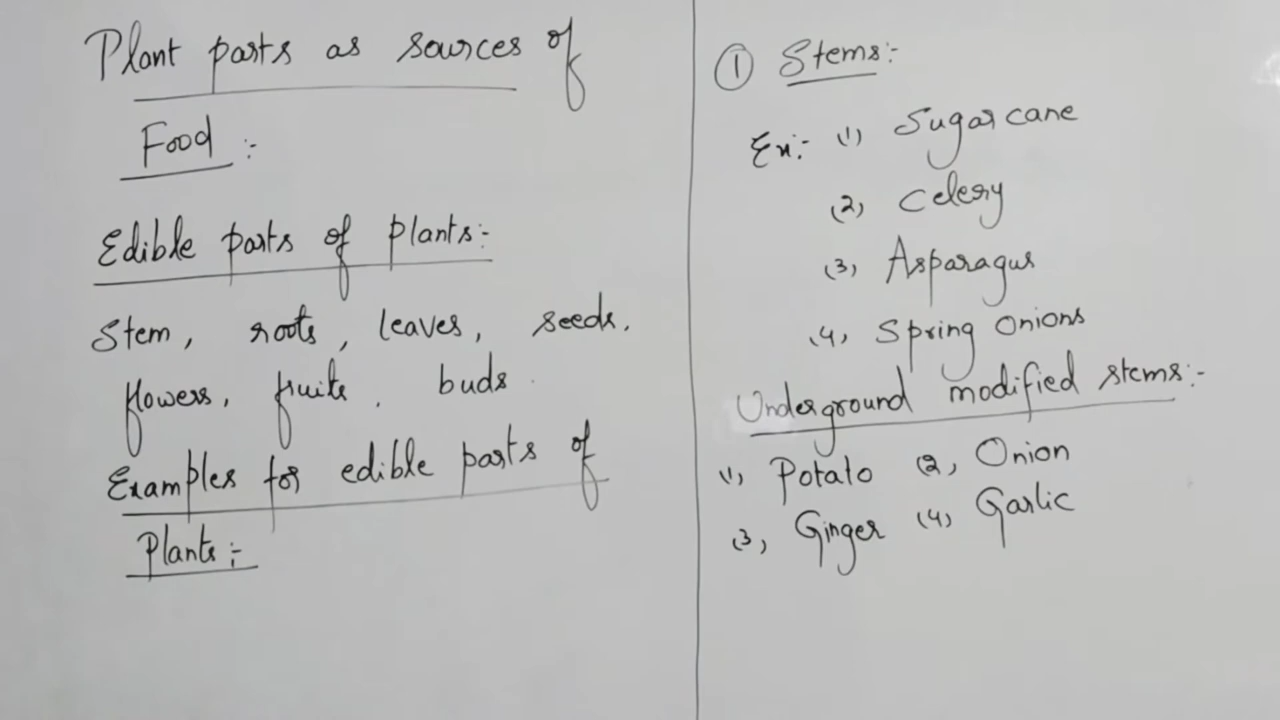 Plant parts as sources of
Food :-
Edible parts of plants:-
Stem, roots, leaves, seeds.
flowers, fruits, buds.
Examples for edible parts of
Plants:-
① Stems:-
Ex:- (1) Sugarcane
(2) Celery
(3) Asparagus
(4) Spring onions
Underground modified stems:-
(1) Potato (2) Onion
(3) Ginger (4) Garlic